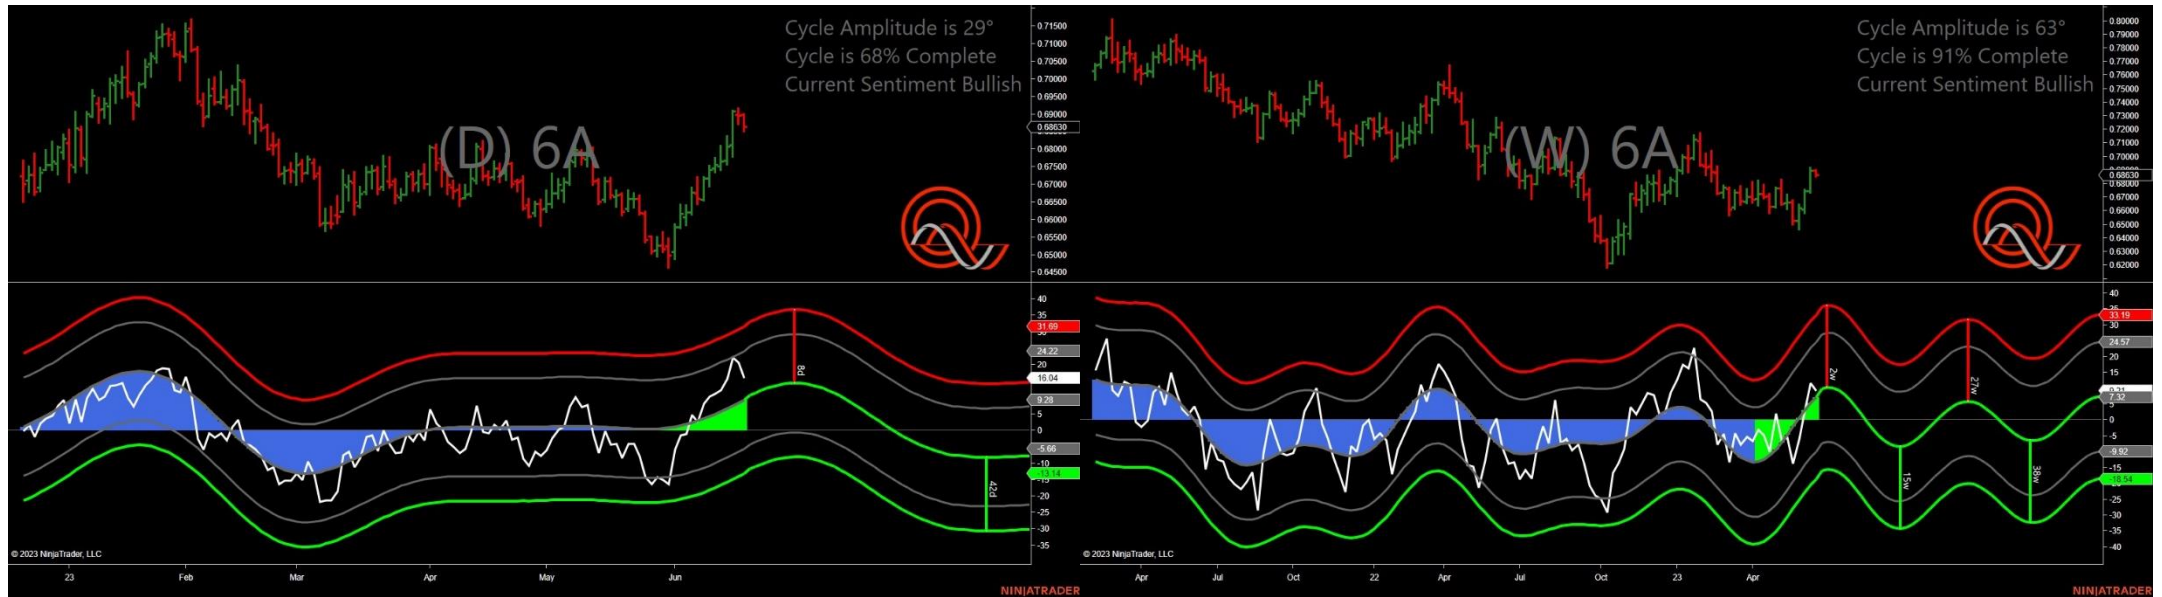 Cycle Amplitude is 29°
Cycle is 68% Complete
Current Sentiment Bullish
(D) 6A
0.71500
0.71000
0.70500
0.70000
0.69500
0.69000
0.68630
0.68000
0.67500
0.67000
0.66500
0.66000
0.65500
0.65000
0.64500
40
35
31.69
24.22
20
16.04
9.28
5
0
-5.66
-10
-13.14
-20
-25
-30
-35
8d
42d
© 2023 NinjaTrader, LLC
23
Feb
Mar
Apr
May
Jun
NINJATRADER
Cycle Amplitude is 63°
Cycle is 91% Complete
Current Sentiment Bullish
(W) 6A
0.80000
0.79000
0.78000
0.77000
0.76000
0.75000
0.74000
0.73000
0.72000
0.71000
0.70000
0.68630
0.68000
0.67000
0.66000
0.65000
0.64000
0.63000
0.62000
40
33.19
30
24.57
20
15
7.32
0
-5
-9.92
-15
-18.54
-25
-30
-35
-40
2w
15w
27w
38w
© 2023 NinjaTrader, LLC
Apr
Jul
Oct
22
Apr
Jul
Oct
23
Apr
NINJATRADER